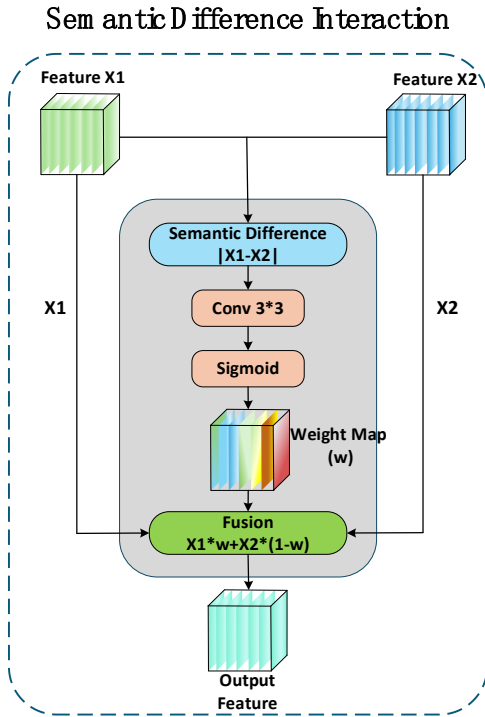 Semantic Difference Interaction
Feature X1
Feature X2
Semantic Difference
|X1-X2|
X1
Conv 3*3
X2
Sigmoid
Weight Map
(w)
Fusion
X1*w+X2*(1-w)
Output
Feature